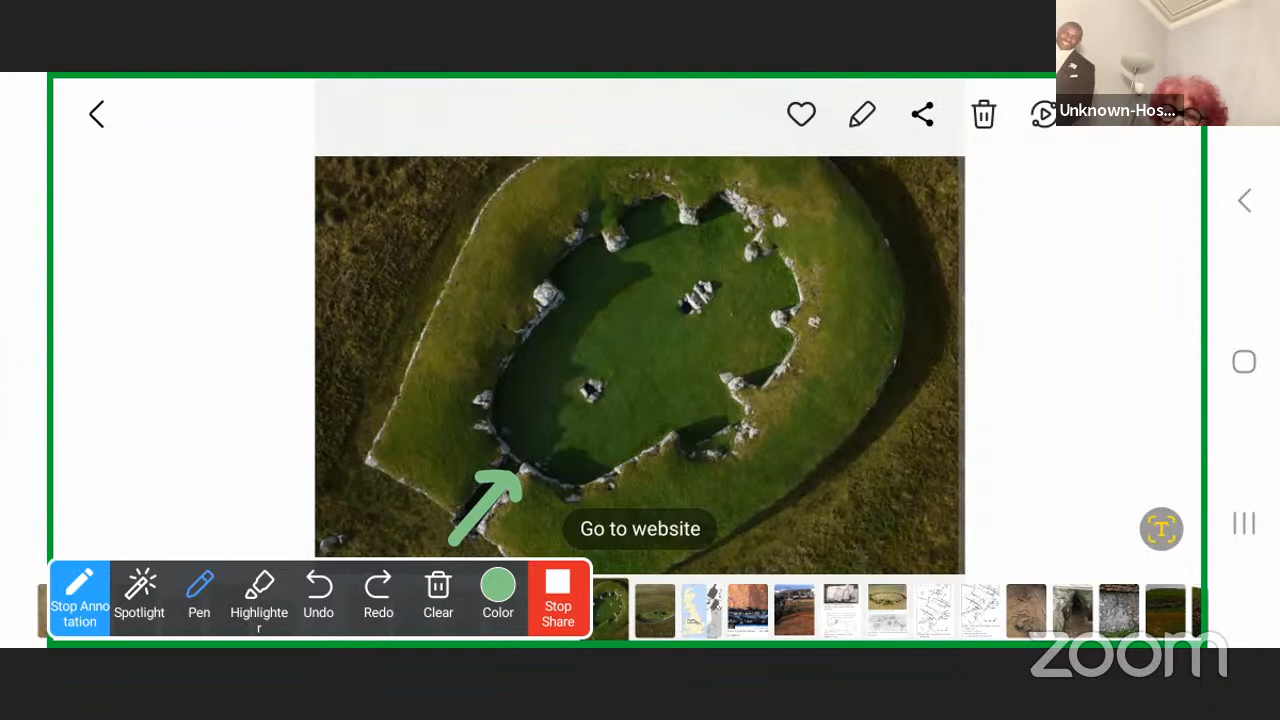 Unknown-Hos...
Go to website
T
Stop Anno
tation
Spotlight
Pen
Highlighte
r
Undo
Redo
Clear
Color
Stop
Share
zoom